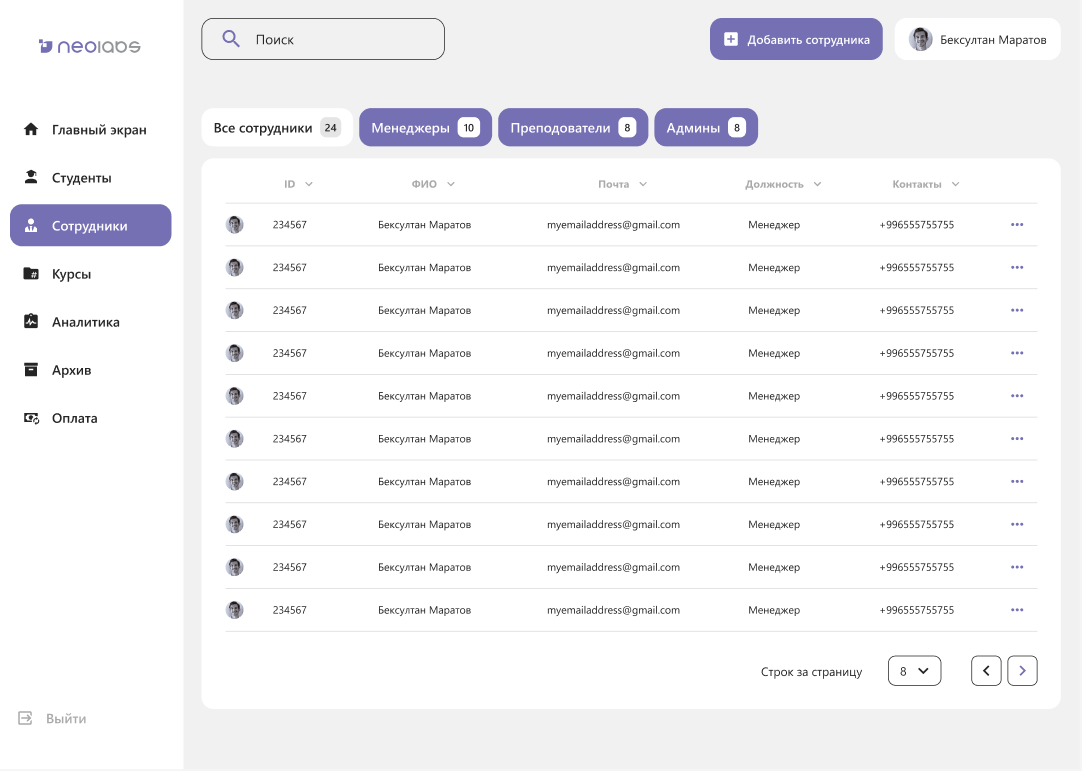 neolabs
Поиск
Добавить сотрудника
Бексултан Маратов
Главный экран
Студенты
Сотрудники
Курсы
Аналитика
Архив
Оплата
Выйти
Все сотрудники 24
Менеджеры 10
Преподователи 8
Админы 8
ID ФИО Почта Должность Контакты
234567 Бексултан Маратов myemailaddress@gmail.com Менеджер +996555755755
234567 Бексултан Маратов myemailaddress@gmail.com Менеджер +996555755755
234567 Бексултан Маратов myemailaddress@gmail.com Менеджер +996555755755
234567 Бексултан Маратов myemailaddress@gmail.com Менеджер +996555755755
234567 Бексултан Маратов myemailaddress@gmail.com Менеджер +996555755755
234567 Бексултан Маратов myemailaddress@gmail.com Менеджер +996555755755
234567 Бексултан Маратов myemailaddress@gmail.com Менеджер +996555755755
234567 Бексултан Маратов myemailaddress@gmail.com Менеджер +996555755755
234567 Бексултан Маратов myemailaddress@gmail.com Менеджер +996555755755
234567 Бексултан Маратов myemailaddress@gmail.com Менеджер +996555755755
Строк за страницу 8